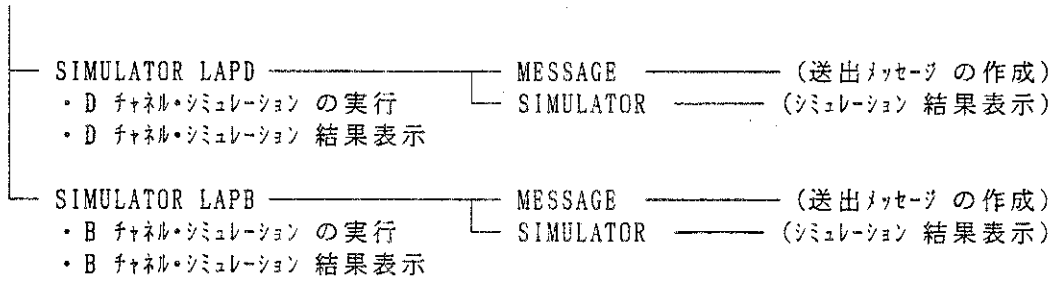 SIMULATOR LAPD MESSAGE (送出ﾒｯｾｰｼﾞ の作成)
・D ﾁｬﾈﾙ・ｼﾐｭﾚｰｼｮﾝ の実行 SIMULATOR (ｼﾐｭﾚｰｼｮﾝ 結果表示)
・D ﾁｬﾈﾙ・ｼﾐｭﾚｰｼｮﾝ 結果表示
SIMULATOR LAPB MESSAGE (送出ﾒｯｾｰｼﾞ の作成)
・B ﾁｬﾈﾙ・ｼﾐｭﾚｰｼｮﾝ の実行 SIMULATOR (ｼﾐｭﾚｰｼｮﾝ 結果表示)
・B ﾁｬﾈﾙ・ｼﾐｭﾚｰｼｮﾝ 結果表示